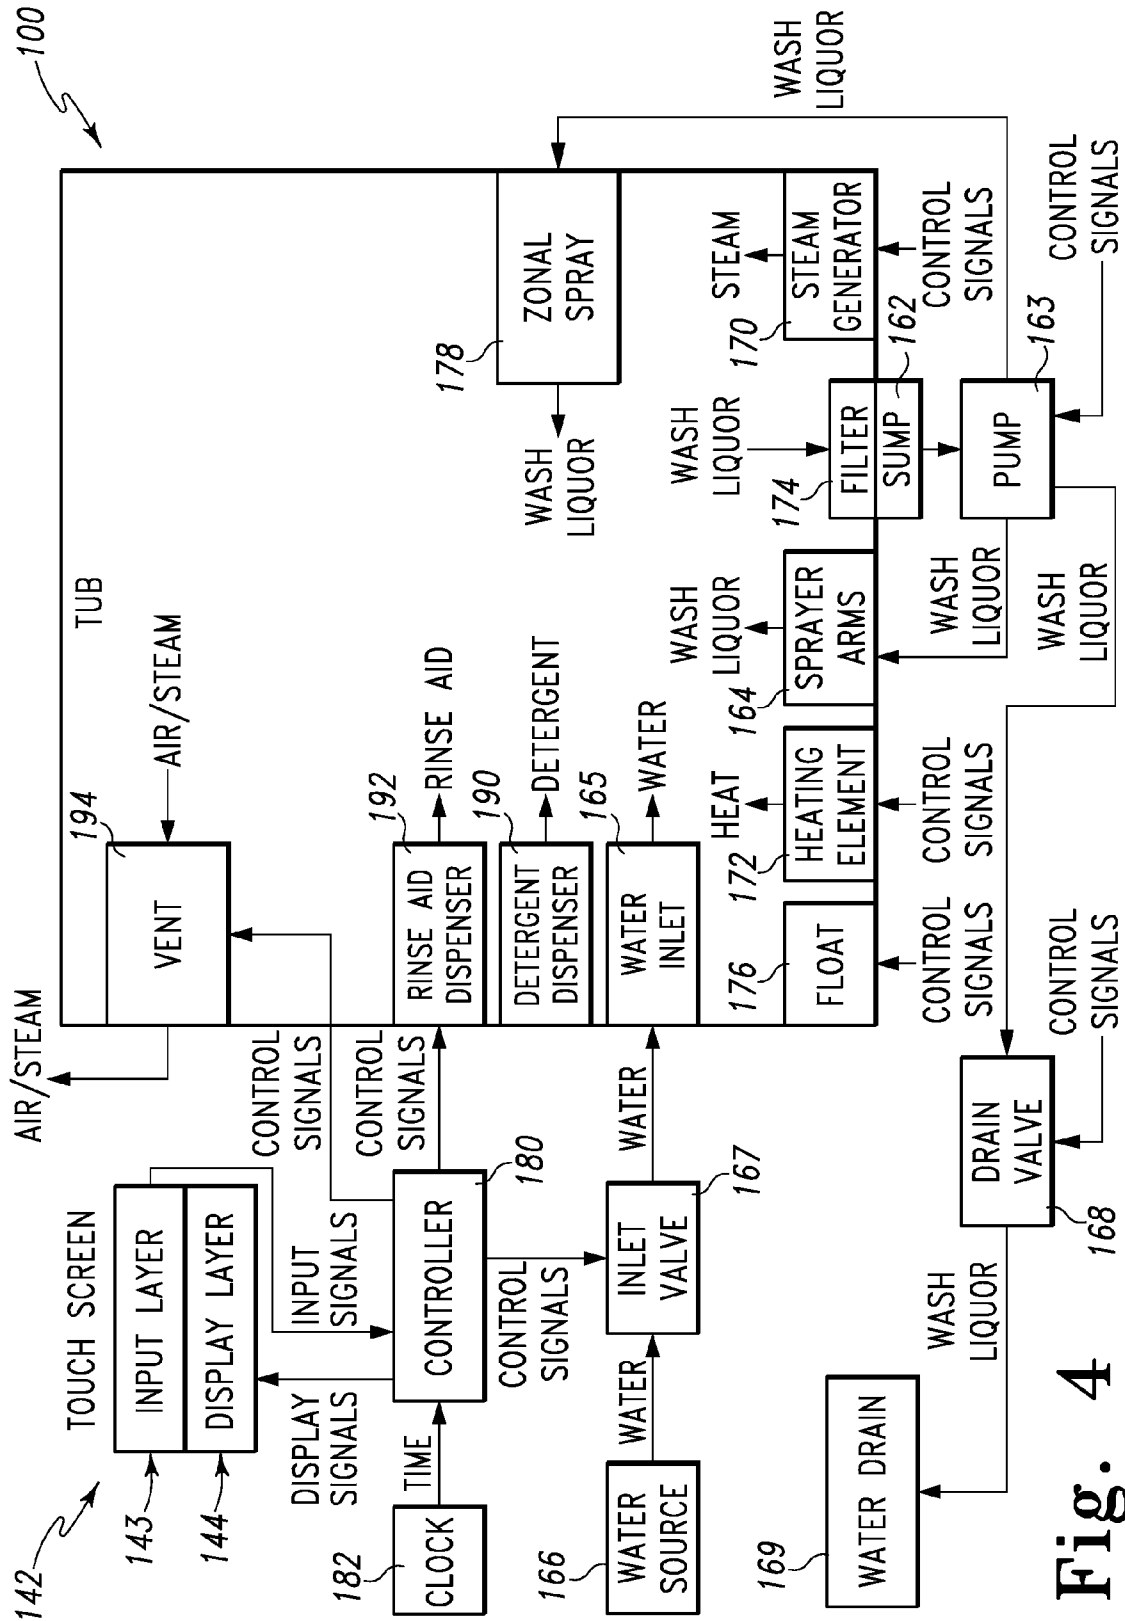 142
TOUCH SCREEN
143
INPUT LAYER
144
DISPLAY LAYER
AIR/STEAM
100
TUB
VENT
194
AIR/STEAM
INPUT
SIGNALS
DISPLAY
SIGNALS
CONTROL
SIGNALS
CONTROL
SIGNALS
182
CLOCK
TIME
CONTROLLER
180
RINSE AID
DISPENSER
192
RINSE AID
DETERGENT
DISPENSER
190
DETERGENT
178
ZONAL
SPRAY
WASH
LIQUOR
WASH
LIQUOR
CONTROL
SIGNALS
166
WATER
SOURCE
WATER
INLET
VALVE
167
WATER
WATER
INLET
165
WATER
176
FLOAT
CONTROL
SIGNALS
172
HEAT
HEATING
ELEMENT
CONTROL
SIGNALS
164
WASH
LIQUOR
SPRAYER
ARMS
WASH
LIQUOR
174
WASH
LIQUOR
FILTER
SUMP
162
170
STEAM
STEAM
GENERATOR
CONTROL
SIGNALS
169
WATER DRAIN
WASH
LIQUOR
DRAIN
VALVE
168
CONTROL
SIGNALS
WASH
LIQUOR
PUMP
163
CONTROL
SIGNALS
Fig. 4